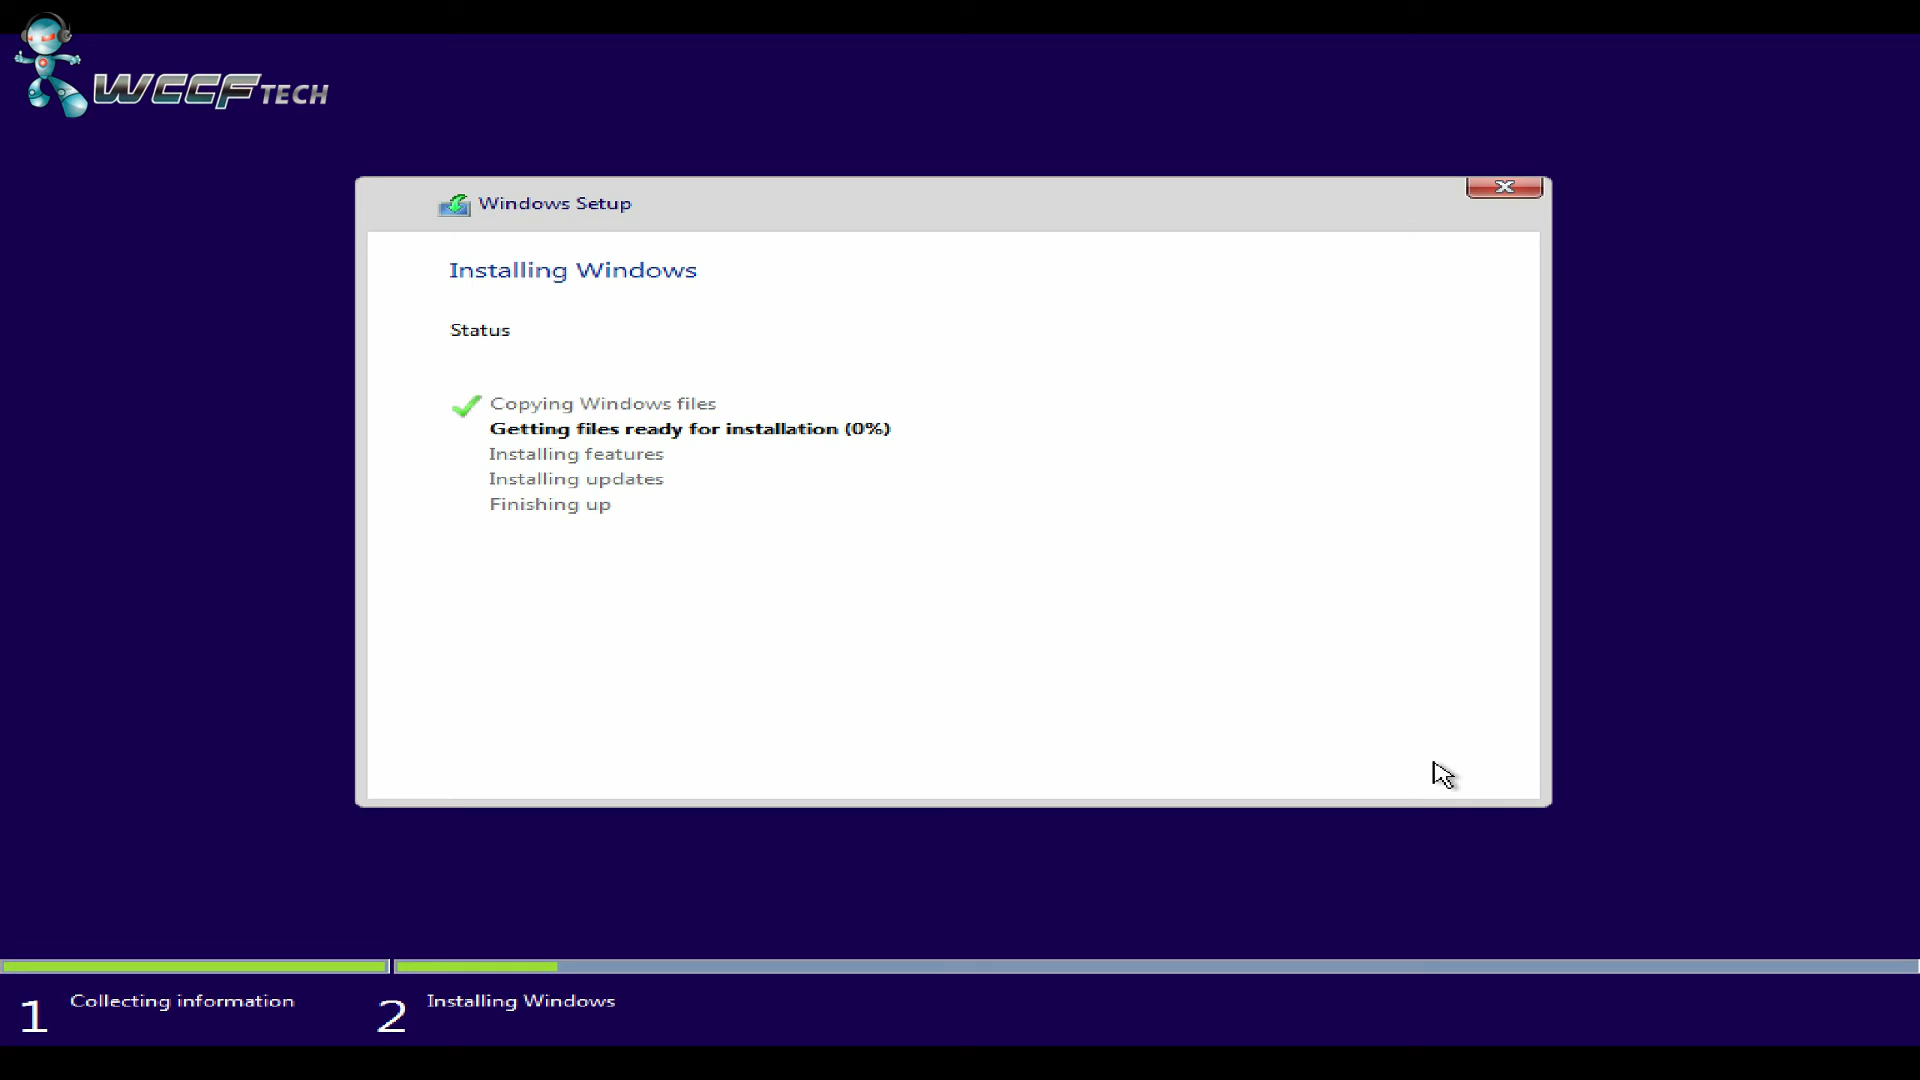 WCCFTECH
Windows Setup
Installing Windows
Status
Copying Windows files
Getting files ready for installation (0%)
Installing features
Installing updates
Finishing up
1 Collecting information
2 Installing Windows